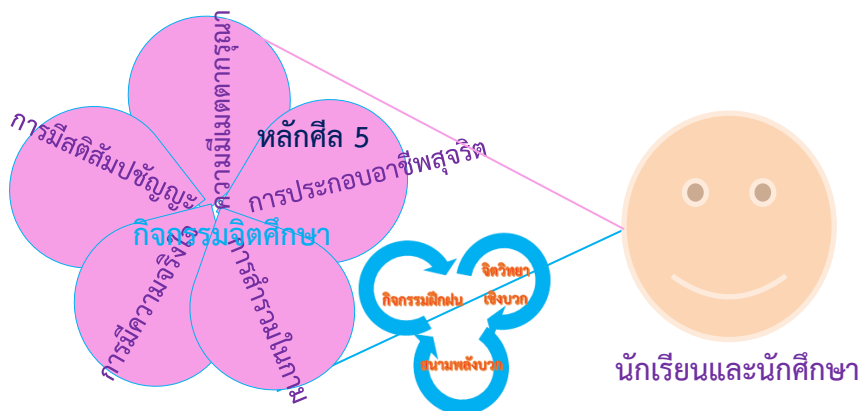 ความมีเมตตากรุณา
หลักศีล 5
การมีสติสัมปชัญญะ
การประกอบอาชีพสุจริต
กิจกรรมจิตศึกษา
การมีความจริงใจ
การสำรวมในกาม
จิตวิทยา
เชิงบวก
กิจกรรมฝึกฝน
สนามพลังบวก
นักเรียนและนักศึกษา